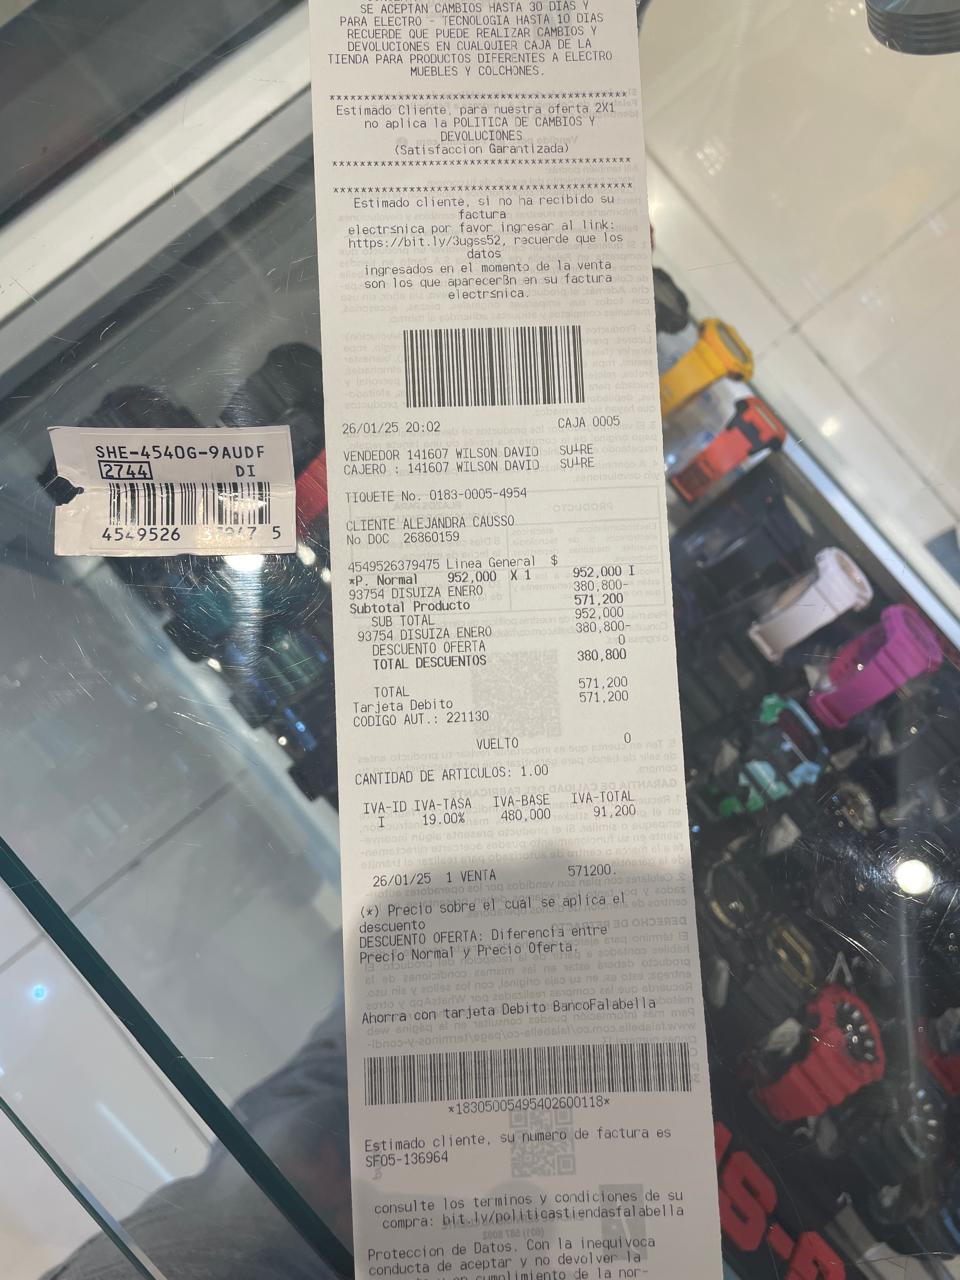 SE ACEPTAN CAMBIOS HASTA 30 DIAS Y
PARA ELECTRO - TECNOLOGIA HASTA 10 DIAS
RECUERDE QUE PUEDE REALIZAR CAMBIOS Y
DEVOLUCIONES EN CUALQUIER CAJA DE LA
TIENDA PARA PRODUCTOS DIFERENTES A ELECTRO
MUEBLES Y COLCHONES.
****************************************
Estimado Cliente, para nuestra oferta 2X1
no aplica la POLITICA DE CAMBIOS Y
DEVOLUCIONES
(Satisfaccion Garantizada)
****************************************
****************************************
Estimado cliente, si no ha recibido su
factura
electr≤nica por favor ingresar al link:
https://bit.ly/3ugss52, recuerde que los
datos
ingresados en el momento de la venta
son los que aparecerßn en su factura
electr≤nica.
26/01/25 20:02 CAJA 0005
VENDEDOR 141607 WILSON DAVID SU┴RE
CAJERO : 141607 WILSON DAVID SU┴RE
TIQUETE No. 0183-0005-4954
CLIENTE ALEJANDRA CAUSSO
No DOC 26860159
4549526379475 Linea General $
*P. Normal 952,000 X 1 952,000 I
93754 DISUIZA ENERO 380,800-
Subtotal Producto 571,200
SUB TOTAL 952,000
93754 DISUIZA ENERO 380,800-
DESCUENTO OFERTA 0
TOTAL DESCUENTOS 380,800
TOTAL 571,200
Tarjeta Debito 571,200
CODIGO AUT.: 221130
VUELTO 0
CANTIDAD DE ARTICULOS: 1.00
IVA-ID IVA-TASA IVA-BASE IVA-TOTAL
I 19.00% 480,000 91,200
26/01/25 1 VENTA 571200.
(*) Precio sobre el cual se aplica el
descuento
DESCUENTO OFERTA: Diferencia entre
Precio Normal y Precio Oferta.
Ahorra con tarjeta Debito BancoFalabella
*18305005495402600118*
Estimado cliente, su numero de factura es
SF05-136964
consulte los terminos y condiciones de su
compra: bit.ly/politicastiendasfalabella
Proteccion de Datos. Con la inequivoca
conducta de aceptar y no devolver la
cumplimiento de la nor-
SHE-4540G-9AUDF
2744 DI
4549526 5